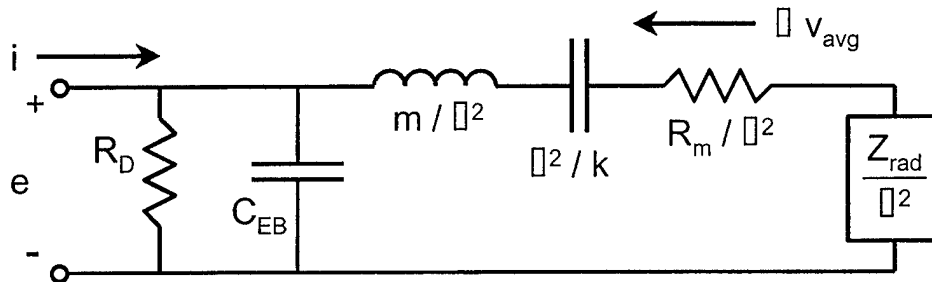 i
▯ v_avg
+
m / ▯²
R_D
R_m / ▯²
Z_rad
▯²
▯² / k
e
C_EB
-